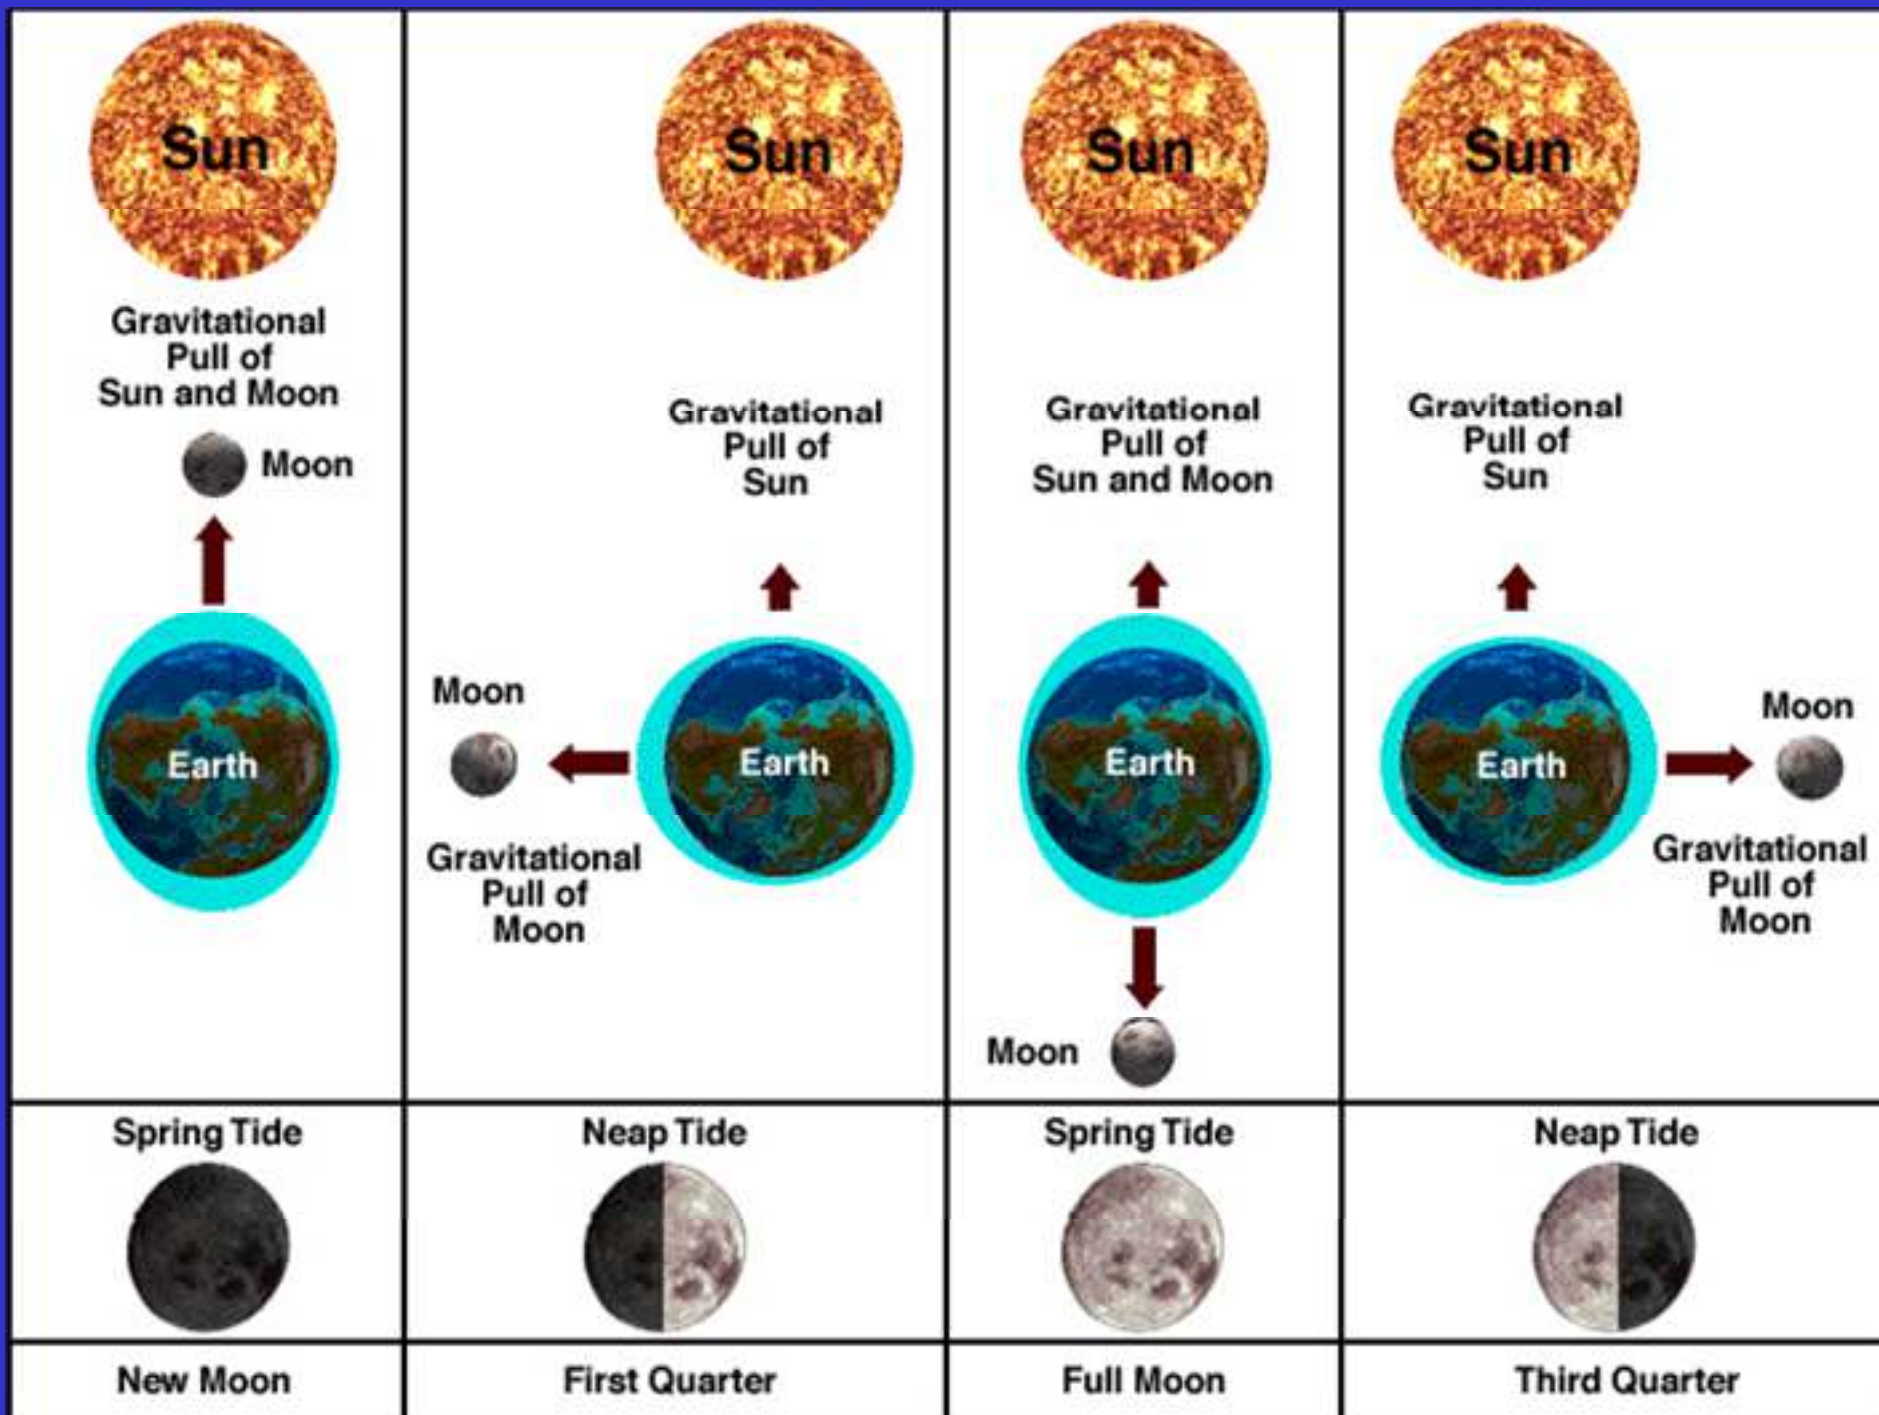 Sun
Gravitational
Pull of
Sun and Moon
Moon
Earth
Spring Tide
New Moon
Sun
Gravitational
Pull of
Sun
Moon
Earth
Gravitational
Pull of
Moon
Neap Tide
First Quarter
Sun
Gravitational
Pull of
Sun and Moon
Earth
Moon
Spring Tide
Full Moon
Sun
Gravitational
Pull of
Sun
Moon
Earth
Gravitational
Pull of
Moon
Neap Tide
Third Quarter